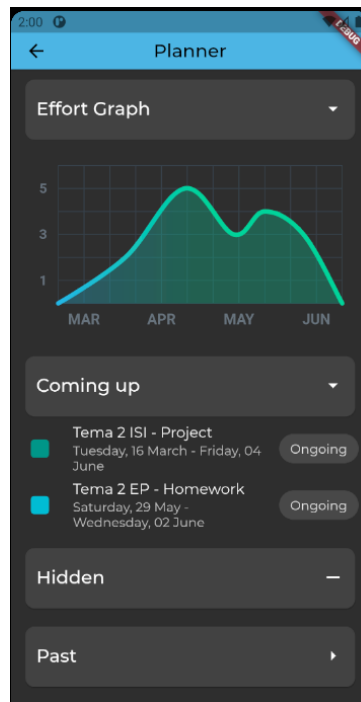 2:00
DEBUG
Planner
Effort Graph
5
3
1
MAR APR MAY JUN
Coming up
Tema 2 ISI - Project
Tuesday, 16 March - Friday, 04
June
Ongoing
Tema 2 EP - Homework
Saturday, 29 May -
Wednesday, 02 June
Ongoing
Hidden
Past